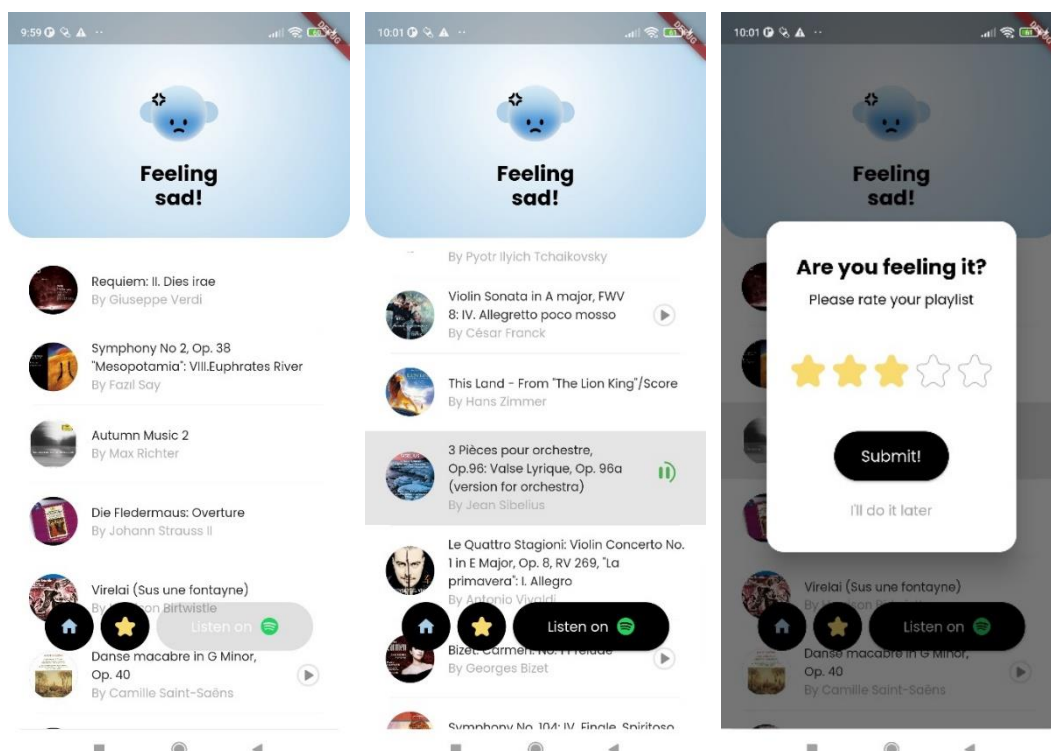 9:59
DEBUG
Feeling
sad!
Requiem: II. Dies irae
By Giuseppe Verdi
Symphony No 2, Op. 38
"Mesopotamia": VIII.Euphrates River
By Fazıl Say
Autumn Music 2
By Max Richter
Die Fledermaus: Overture
By Johann Strauss II
Virelai (Sus une fontayne)
By Birtwistle
Listen on
Danse macabre in G Minor,
Op. 40
By Camille Saint-Saëns
10:01
61
DEBUG
Feeling
sad!
By Pyotr Ilyich Tchaikovsky
Violin Sonata in A major, FWV
8: IV. Allegretto poco mosso
By César Franck
This Land - From "The Lion King"/Score
By Hans Zimmer
3 Pièces pour orchestre,
Op.96: Valse Lyrique, Op. 96a
(version for orchestra)
By Jean Sibelius
Le Quattro Stagioni: Violin Concerto No.
1 in E Major, Op. 8, RV 269, "La
primavera": I. Allegro
By Antonio Vivaldi
Listen on
Bizet: Carmen: No. 1 Prelude
By Georges Bizet
Symphony No. 104: IV. Finale. Spiritoso
10:01
61
DEBUG
Feeling
sad!
Are you feeling it?
Please rate your playlist
Submit!
I'll do it later
Virelai (Sus une fontayne)
Listen on
Danse macabre in G Minor,
Op. 40
By Camille Saint-Saëns